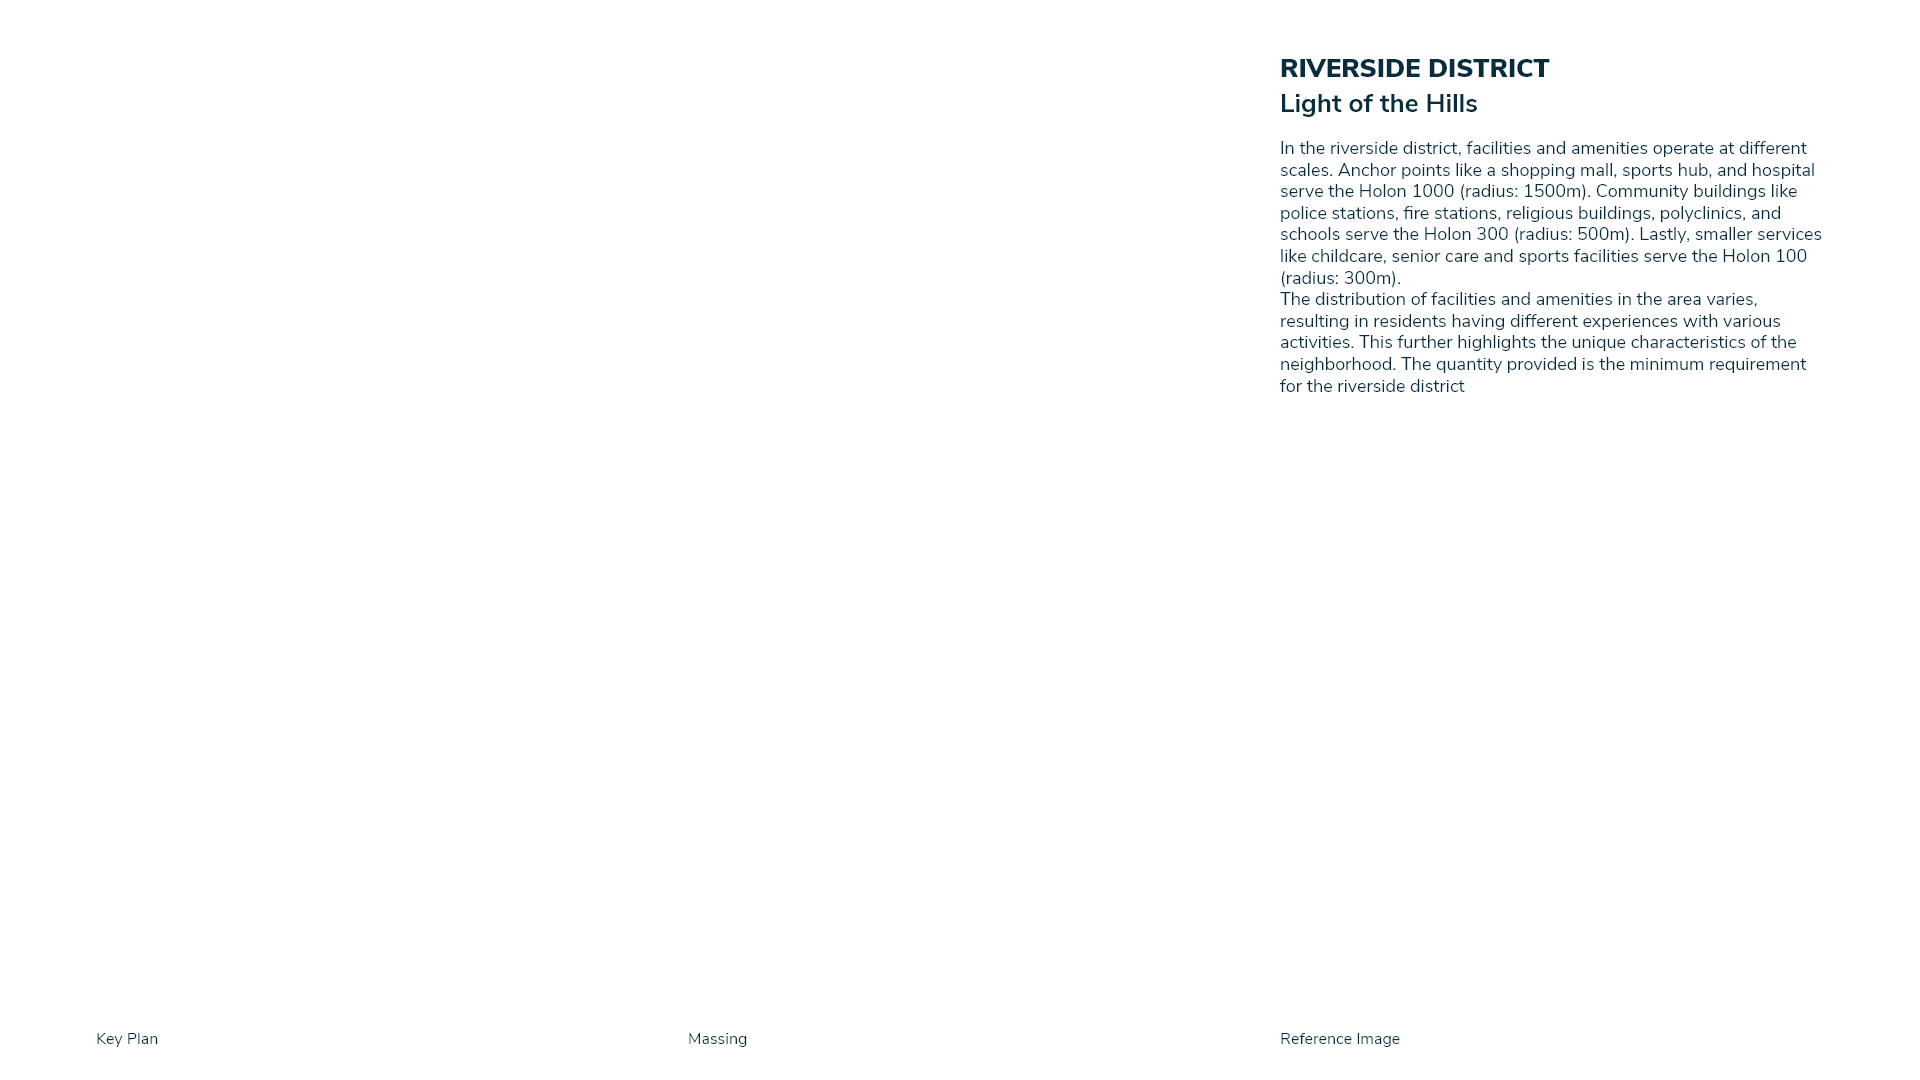 RIVERSIDE DISTRICT
Light of the Hills
In the riverside district, facilities and amenities operate at different
scales. Anchor points like a shopping mall, sports hub, and hospital
serve the Holon 1000 (radius: 1500m). Community buildings like
police stations, fire stations, religious buildings, polyclinics, and
schools serve the Holon 300 (radius: 500m). Lastly, smaller services
like childcare, senior care and sports facilities serve the Holon 100
(radius: 300m).
The distribution of facilities and amenities in the area varies,
resulting in residents having different experiences with various
activities. This further highlights the unique characteristics of the
neighborhood. The quantity provided is the minimum requirement
for the riverside district
Key Plan
Massing
Reference Image